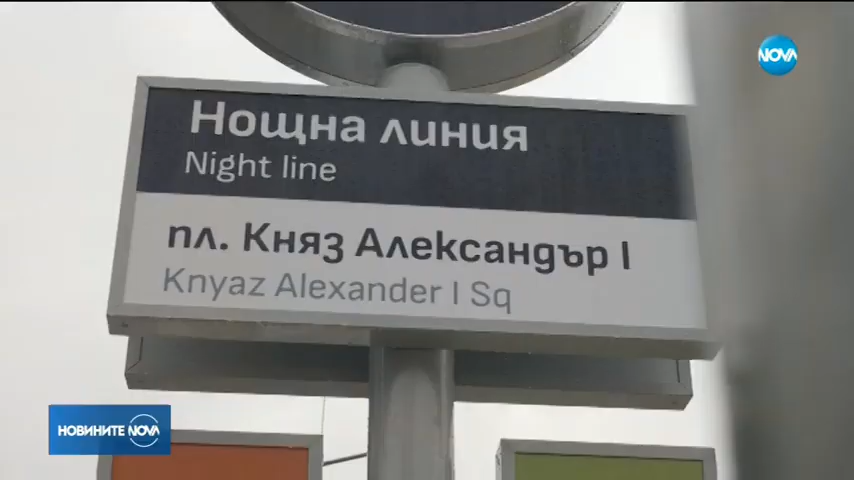 NOVA
Нощна линия
Night line
пл. Княз Александър I
Knyaz Alexander I Sq
НОВИНИТЕ NOVA